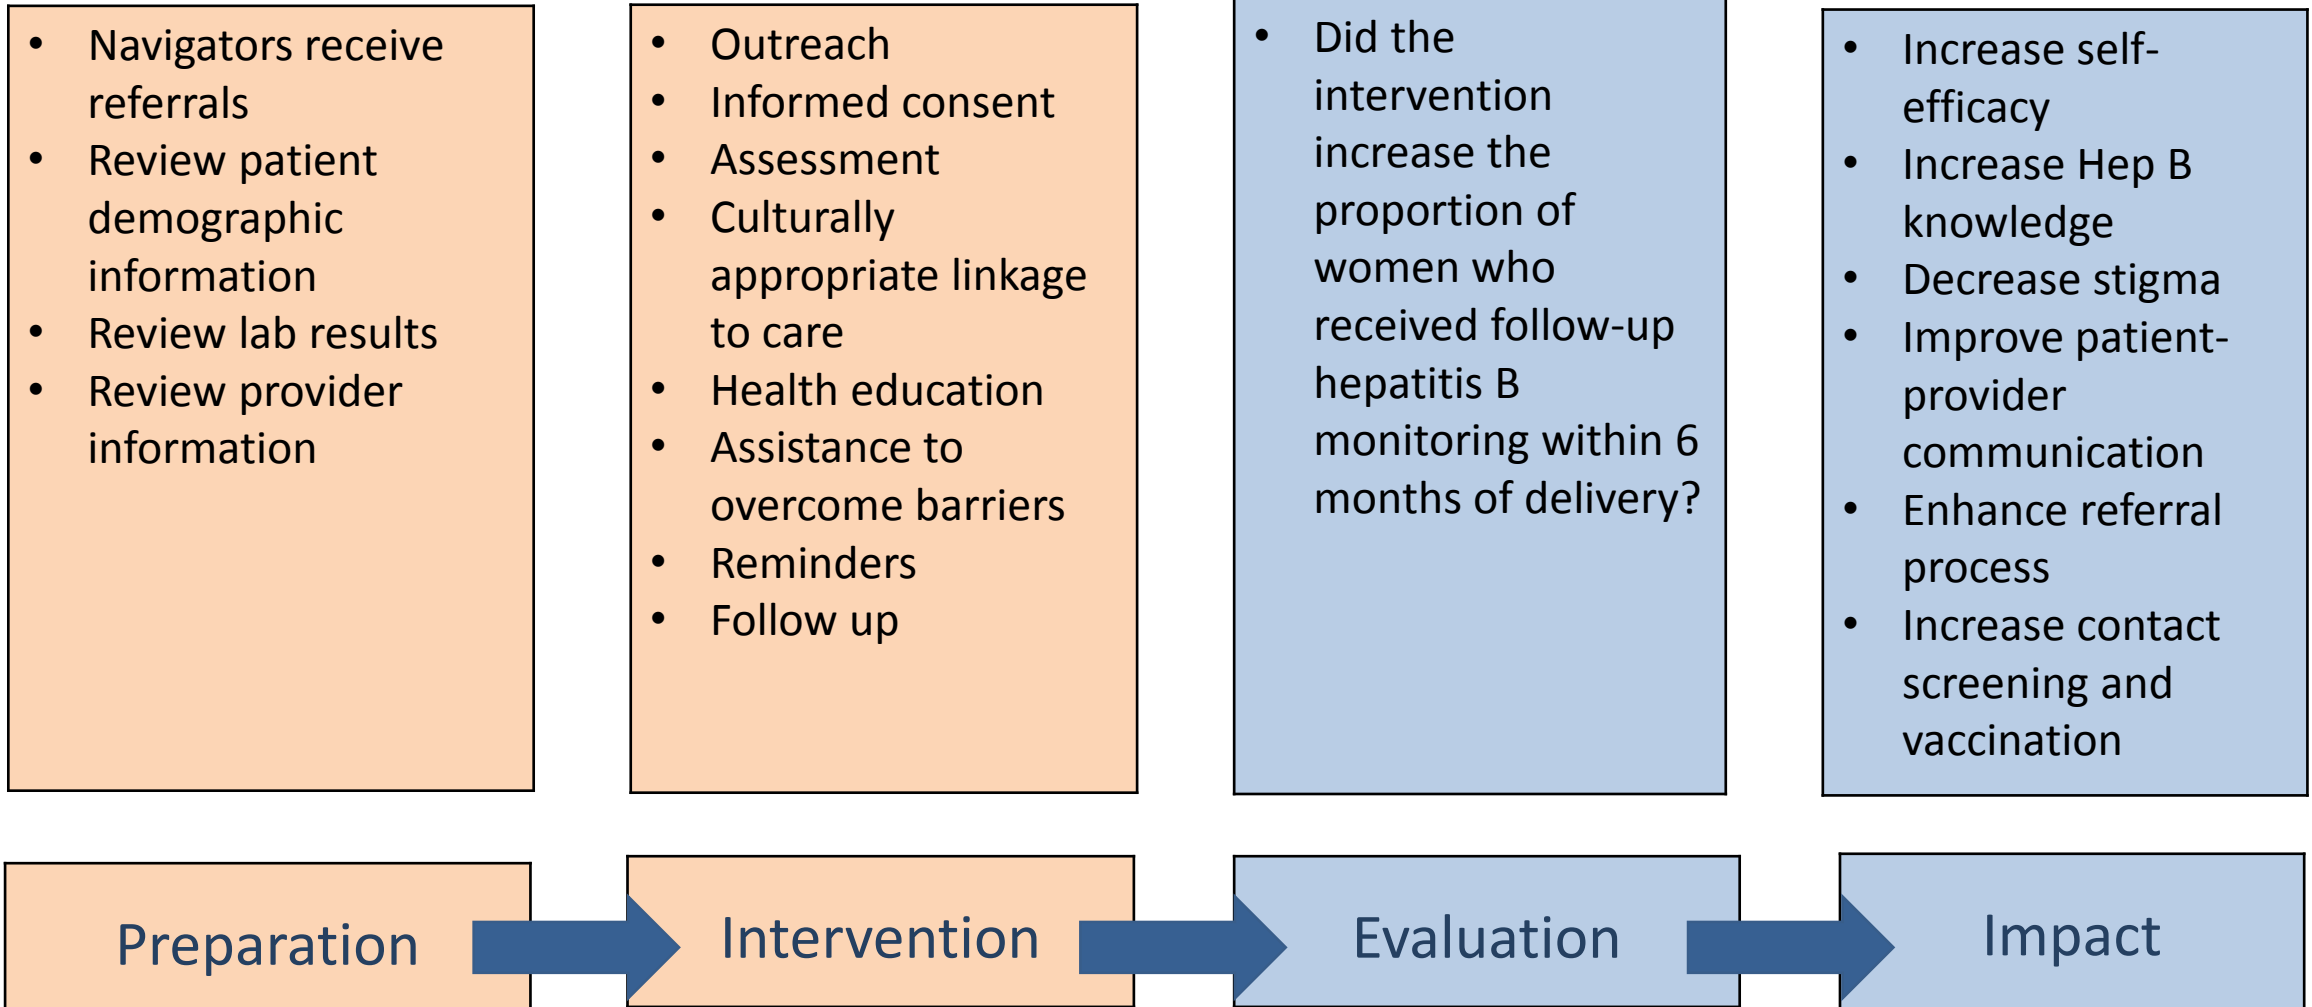 • Navigators receive
referrals
• Review patient
demographic
information
• Review lab results
• Review provider
information
• Outreach
• Informed consent
• Assessment
• Culturally
appropriate linkage
to care
• Health education
• Assistance to
overcome barriers
• Reminders
• Follow up
• Did the
intervention
increase the
proportion of
women who
received follow-up
hepatitis B
monitoring within 6
months of delivery?
• Increase self-
efficacy
• Increase Hep B
knowledge
• Decrease stigma
• Improve patient-
provider
communication
• Enhance referral
process
• Increase contact
screening and
vaccination
Preparation
Intervention
Evaluation
Impact